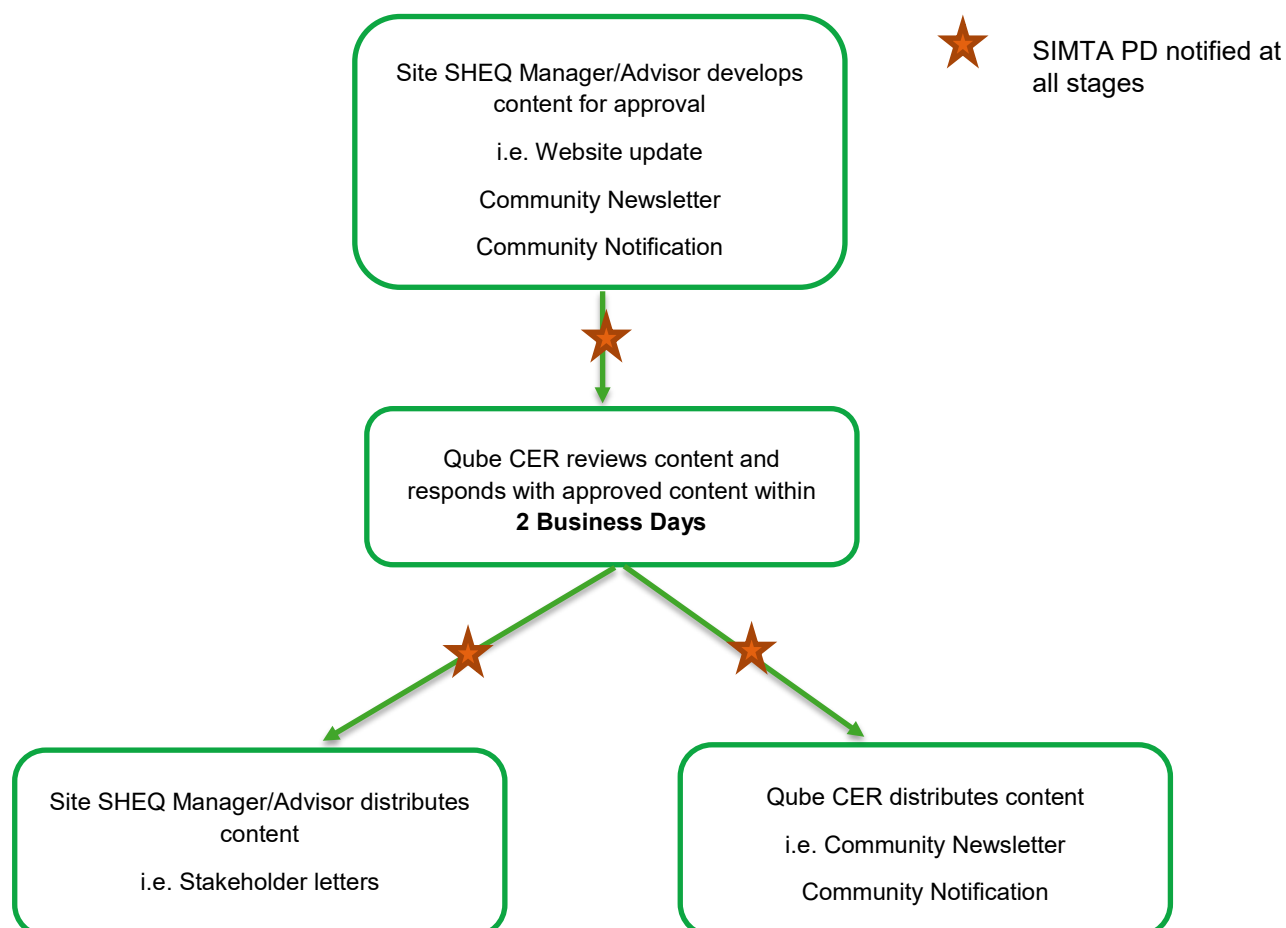 Site SHEQ Manager/Advisor develops
content for approval
i.e. Website update
Community Newsletter
Community Notification
SIMTA PD notified at
all stages
Qube CER reviews content and
responds with approved content within
2 Business Days
Site SHEQ Manager/Advisor distributes
content
i.e. Stakeholder letters
Qube CER distributes content
i.e. Community Newsletter
Community Notification